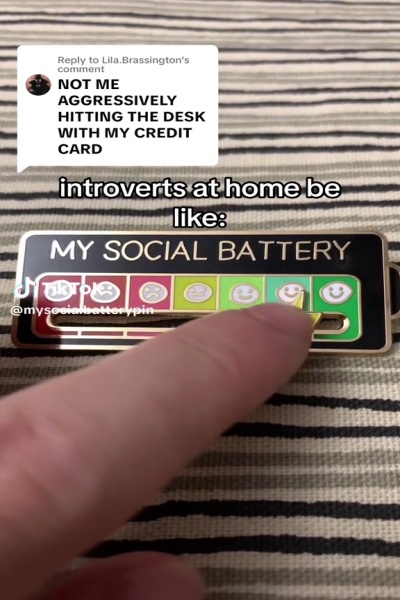 Reply to Lila.Brassington's
comment
NOT ME
AGGRESSIVELY
HITTING THE DESK
WITH MY CREDIT
CARD
introverts at home be
like:
MY SOCIAL BATTERY
TikTok
@mysocialbatterypin